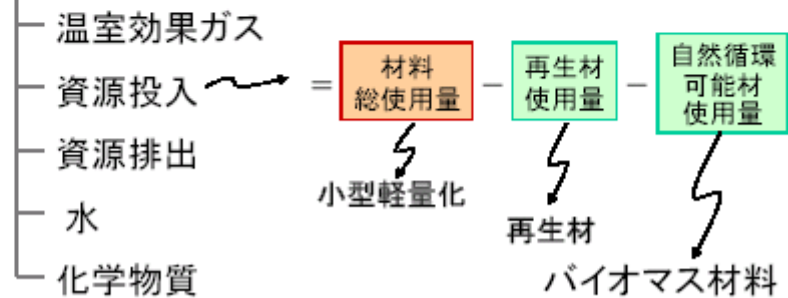 温室効果ガス
資源投入
=
材料
総使用量
−
再生材
使用量
−
自然循環
可能材
使用量
資源排出
小型軽量化
水
再生材
化学物質
バイオマス材料